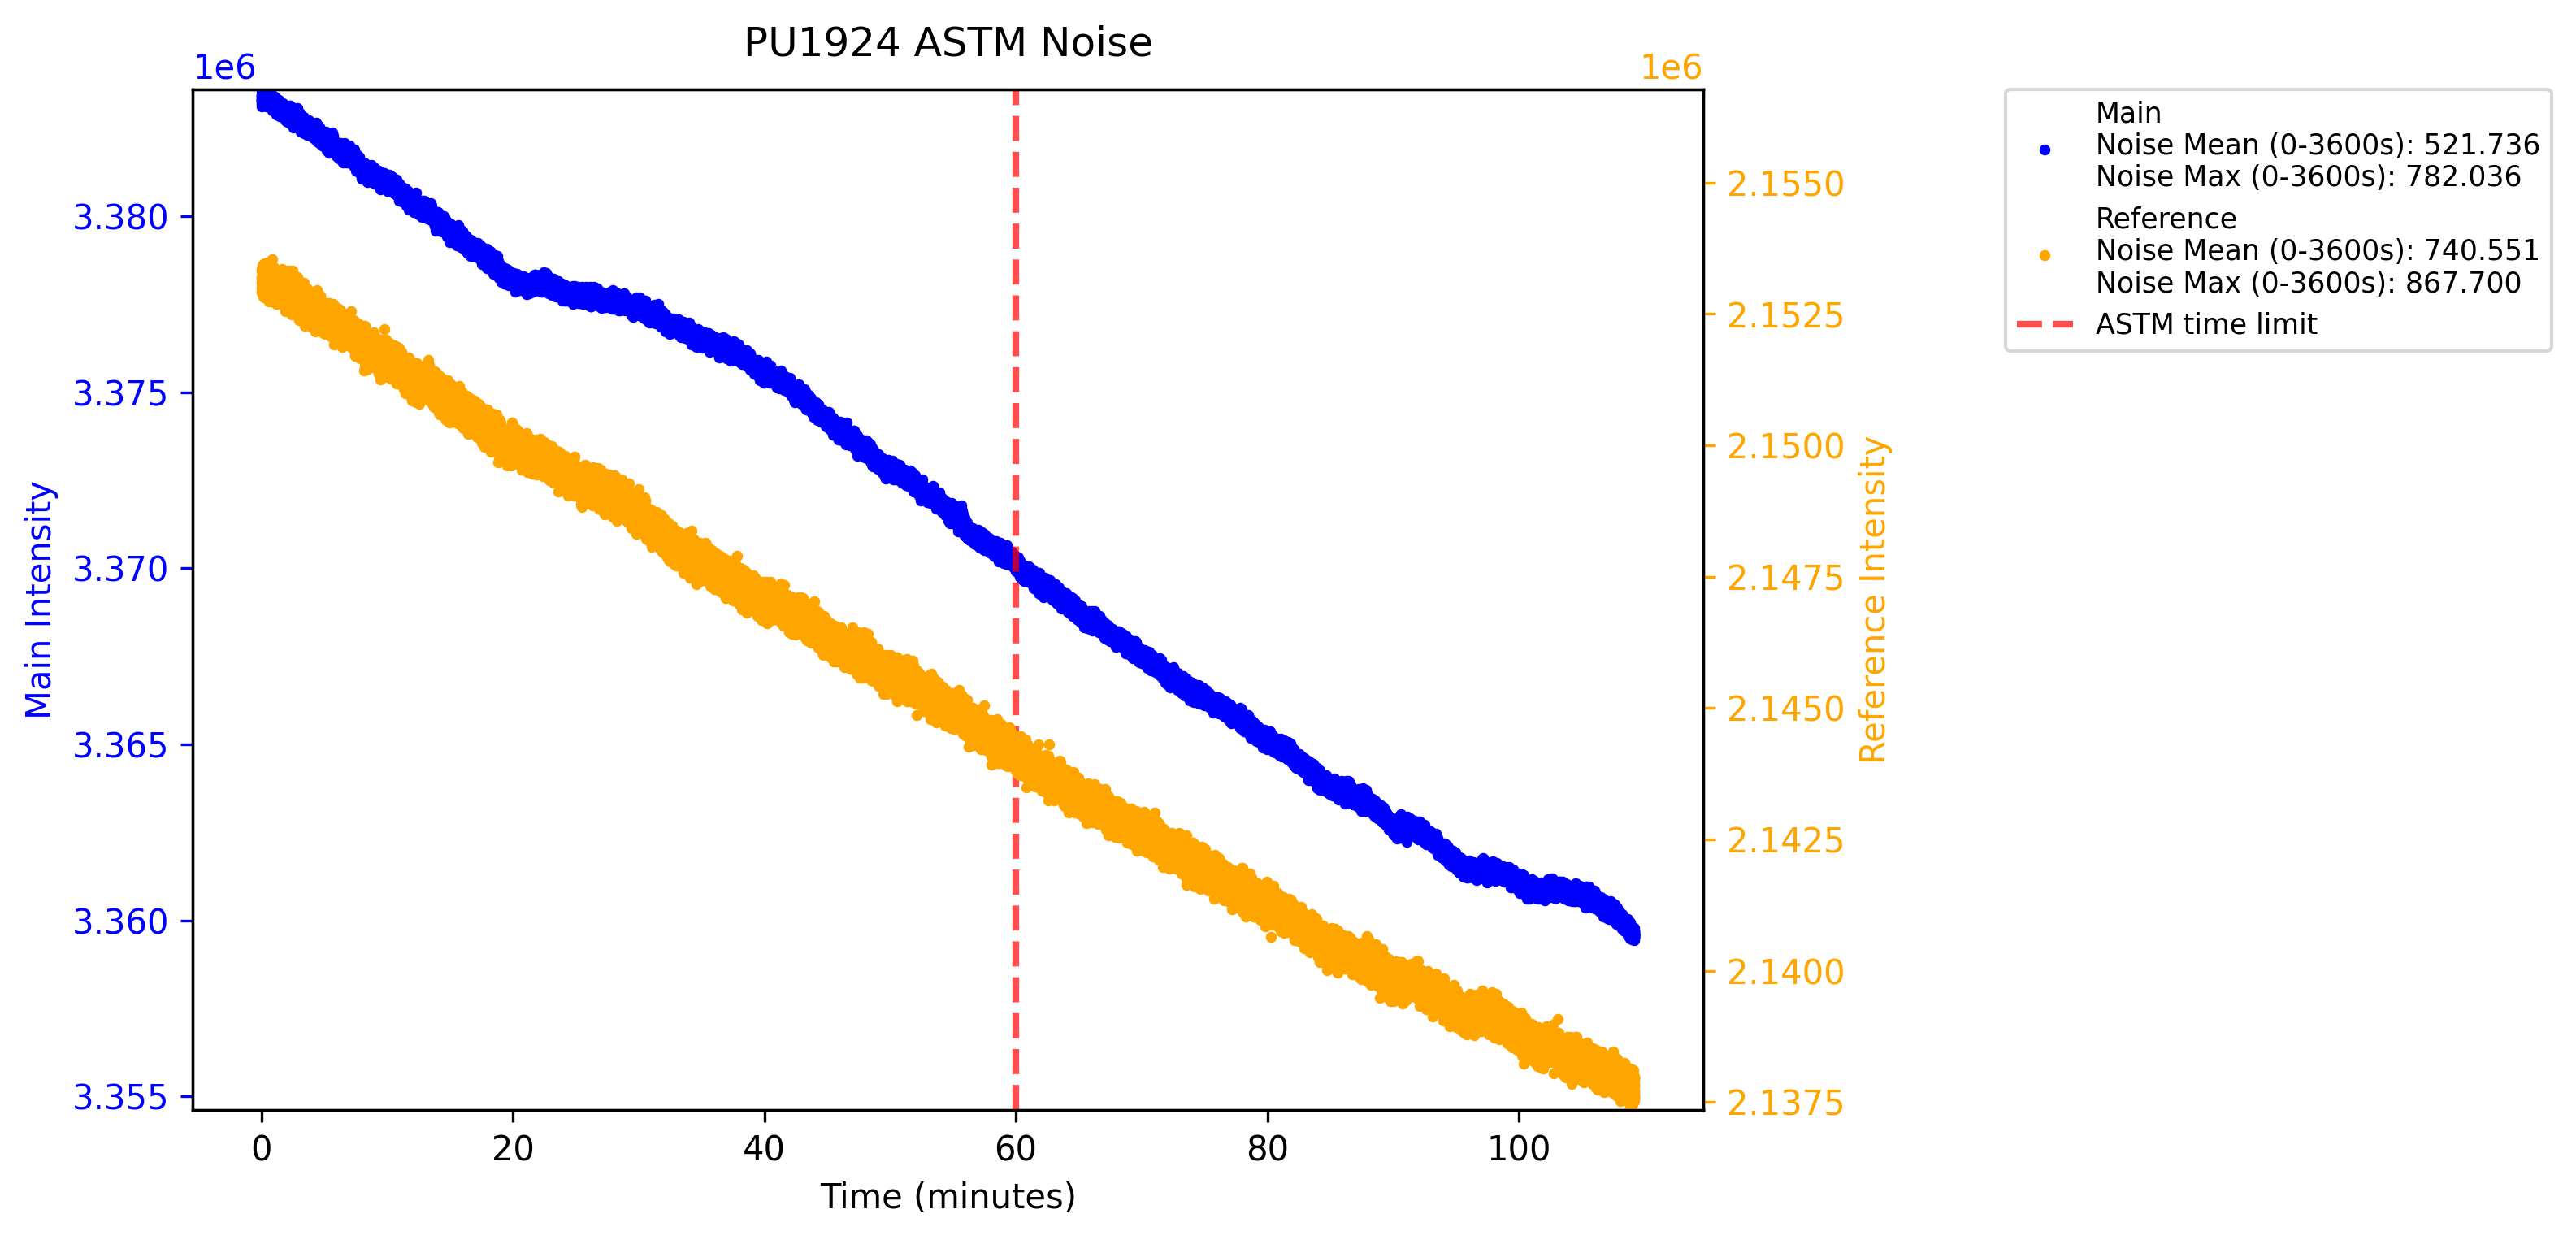 PU1924 ASTM Noise
1e6
1e6
Main
Noise Mean (0-3600s): 521.736
Noise Max (0-3600s): 782.036
Reference
Noise Mean (0-3600s): 740.551
Noise Max (0-3600s): 867.700
ASTM time limit
Main Intensity
3.380
3.375
3.370
3.365
3.360
3.355
2.1550
2.1525
2.1500
2.1475
2.1450
2.1425
2.1400
2.1375
Reference Intensity
0
20
40
60
80
100
Time (minutes)